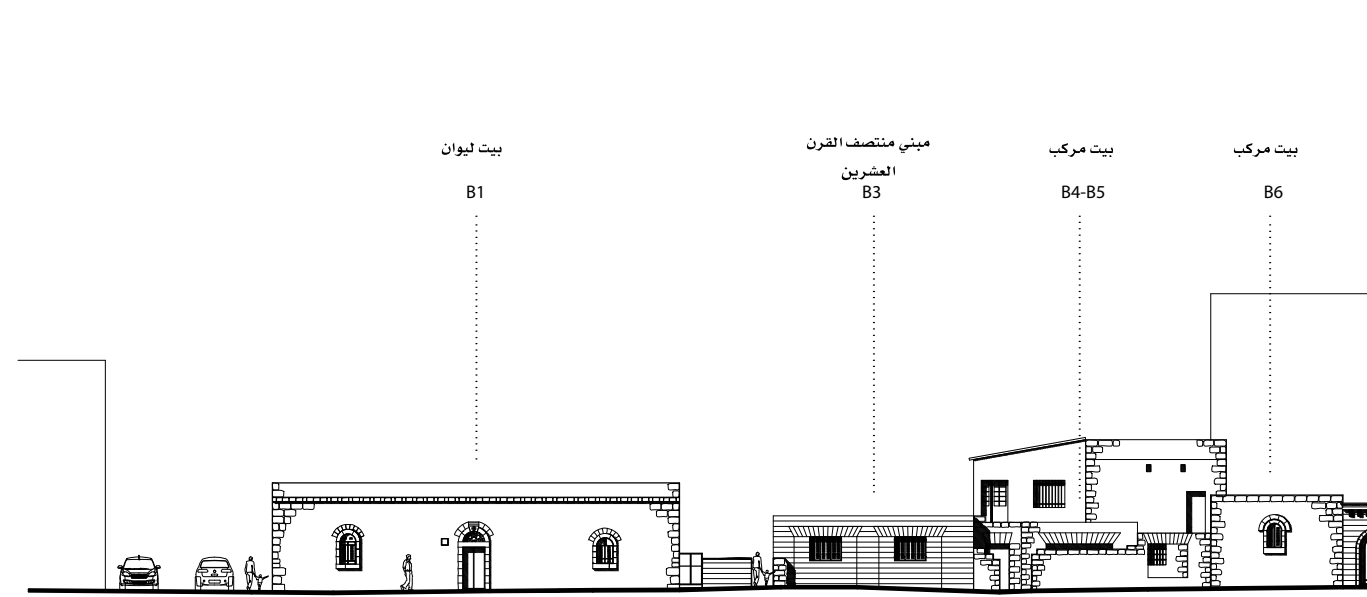 بيت ليوان
B1
مبني منتصف القرن
العشرين
B3
بيت مركب
B4-B5
بيت مركب
B6